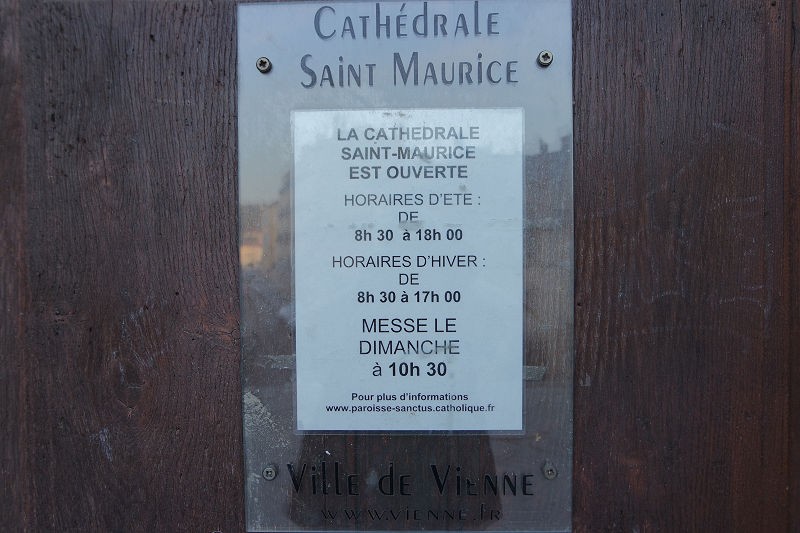 Cathédrale
Saint Maurice
LA CATHEDRALE
SAINT-MAURICE
EST OUVERTE
HORAIRES D'ETE :
DE
8h 30 à 18h 00
HORAIRES D'HIVER :
DE
8h 30 à 17h 00
MESSE LE
DIMANCHE
à 10h 30
Pour plus d'informations
www.paroisse-sanctus.catholique.fr
Ville de Vienne
www.vienne.fr